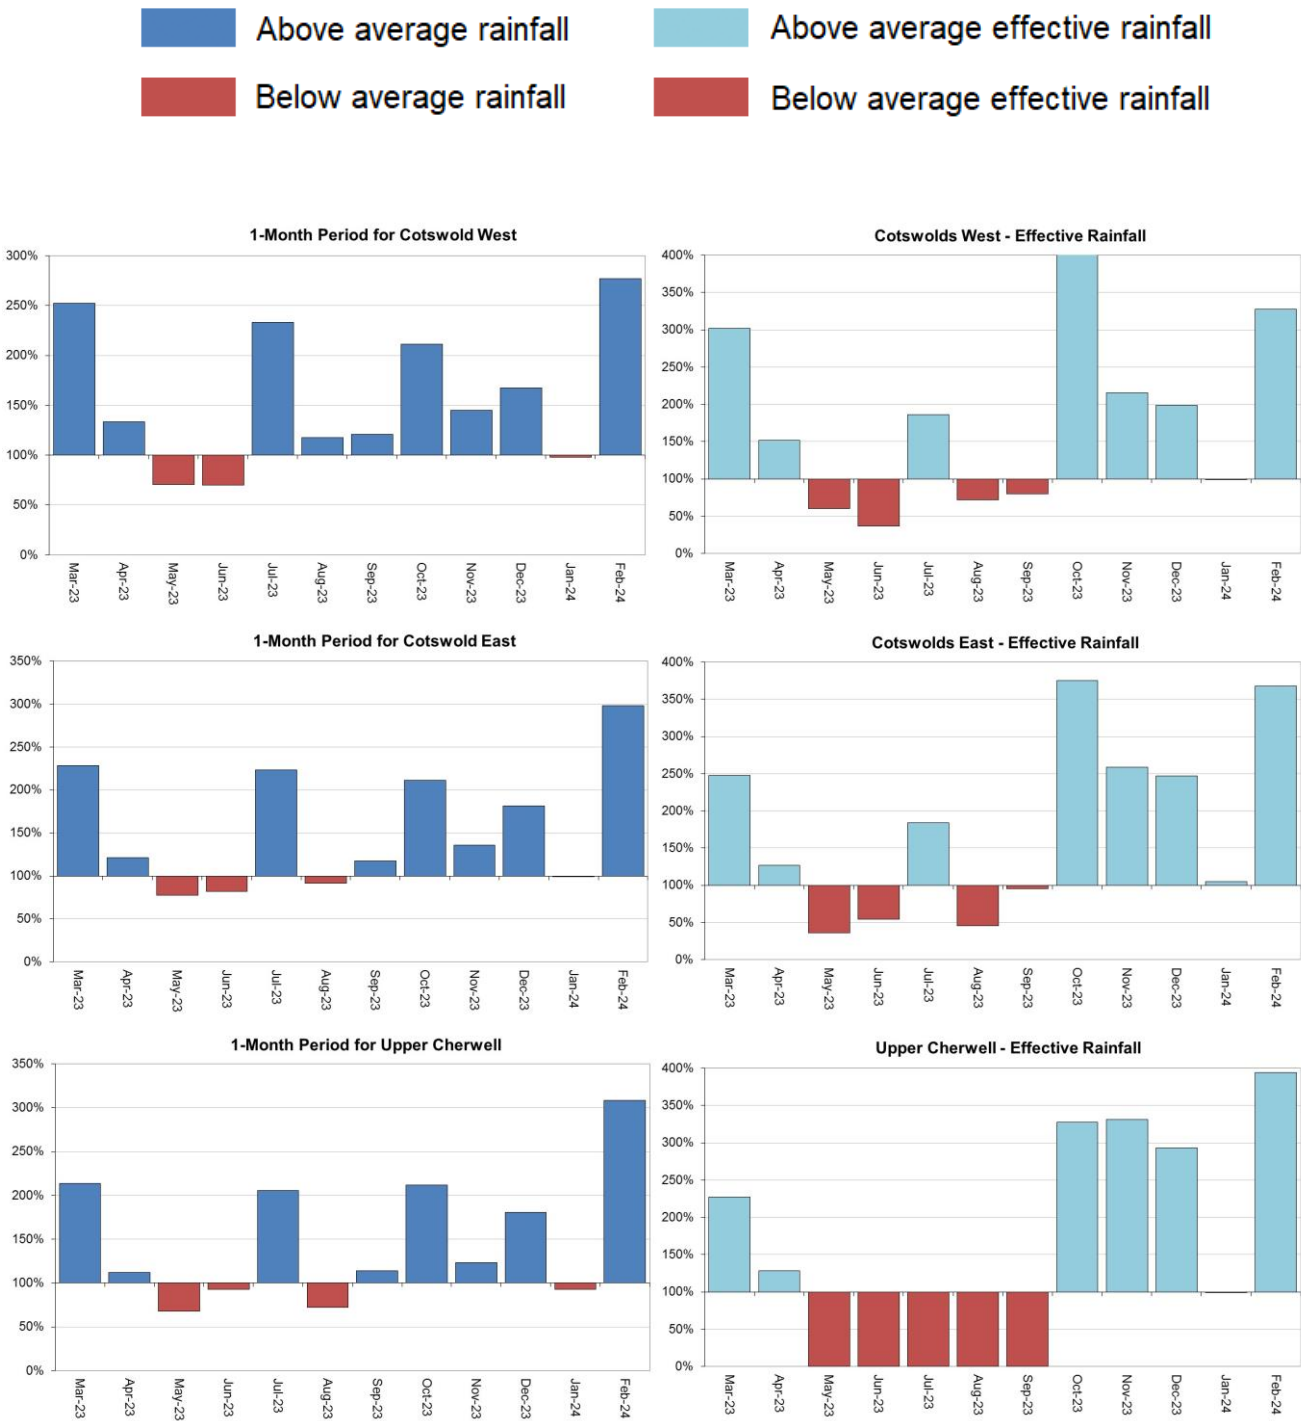 Above average rainfall
Above average effective rainfall
Below average rainfall
Below average effective rainfall
1-Month Period for Cotswold West
300%
250%
200%
150%
100%
50%
0%
Mar-23
Apr-23
May-23
Jun-23
Jul-23
Aug-23
Sep-23
Oct-23
Nov-23
Dec-23
Jan-24
Feb-24
Cotswolds West - Effective Rainfall
400%
350%
300%
250%
200%
150%
100%
50%
0%
Mar-23
Apr-23
May-23
Jun-23
Jul-23
Aug-23
Sep-23
Oct-23
Nov-23
Dec-23
Jan-24
Feb-24
1-Month Period for Cotswold East
350%
300%
250%
200%
150%
100%
50%
0%
Mar-23
Apr-23
May-23
Jun-23
Jul-23
Aug-23
Sep-23
Oct-23
Nov-23
Dec-23
Jan-24
Feb-24
Cotswolds East - Effective Rainfall
400%
350%
300%
250%
200%
150%
100%
50%
0%
Mar-23
Apr-23
May-23
Jun-23
Jul-23
Aug-23
Sep-23
Oct-23
Nov-23
Dec-23
Jan-24
Feb-24
1-Month Period for Upper Cherwell
350%
300%
250%
200%
150%
100%
50%
0%
Mar-23
Apr-23
May-23
Jun-23
Jul-23
Aug-23
Sep-23
Oct-23
Nov-23
Dec-23
Jan-24
Feb-24
Upper Cherwell - Effective Rainfall
400%
350%
300%
250%
200%
150%
100%
50%
0%
Mar-23
Apr-23
May-23
Jun-23
Jul-23
Aug-23
Sep-23
Oct-23
Nov-23
Dec-23
Jan-24
Feb-24